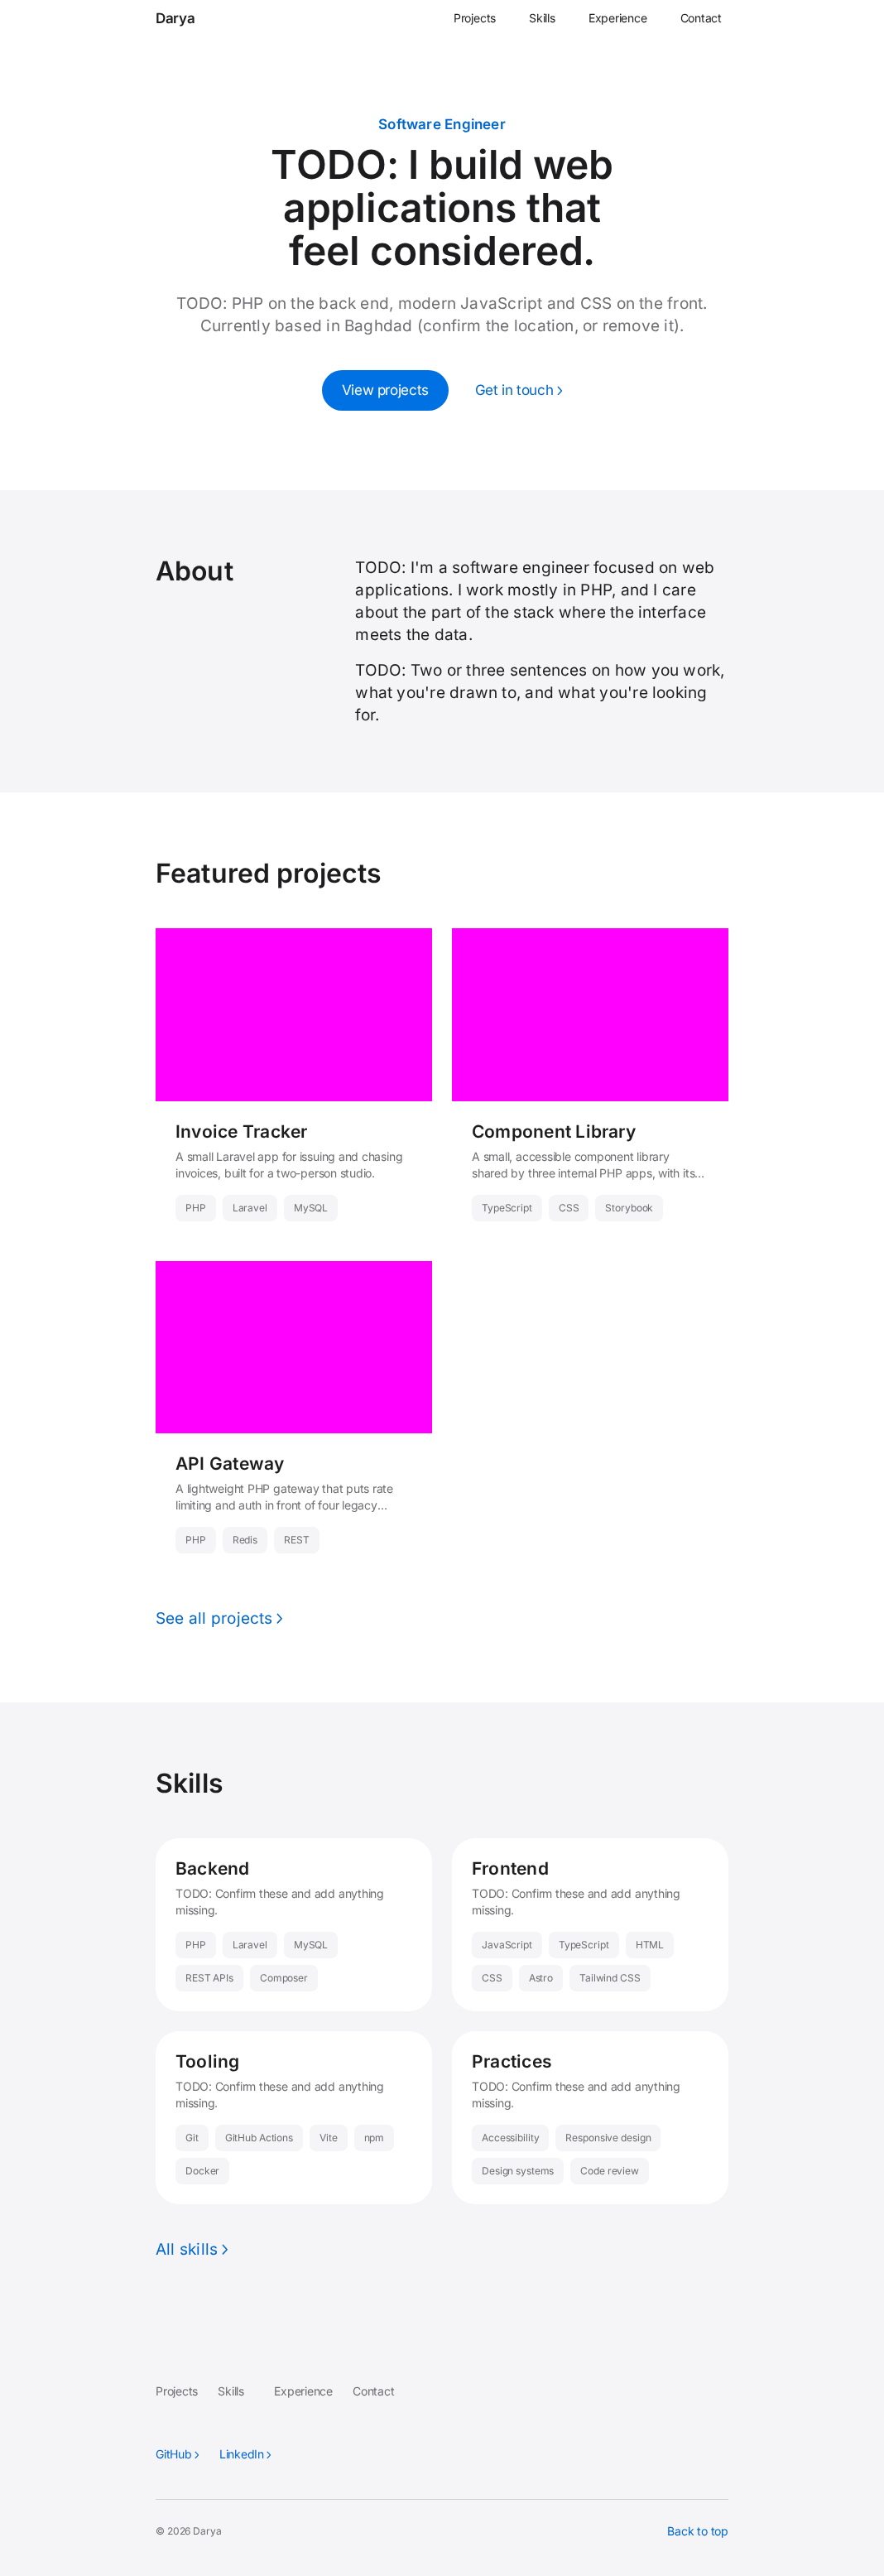 Darya
Projects Skills Experience Contact
Software Engineer
TODO: I build web
applications that
feel considered.
TODO: PHP on the back end, modern JavaScript and CSS on the front.
Currently based in Baghdad (confirm the location, or remove it).
View projects
Get in touch >
About
TODO: I'm a software engineer focused on web
applications. I work mostly in PHP, and I care
about the part of the stack where the interface
meets the data.
TODO: Two or three sentences on how you work,
what you're drawn to, and what you're looking
for.
Featured projects
Invoice Tracker
A small Laravel app for issuing and chasing
invoices, built for a two-person studio.
PHP Laravel MySQL
Component Library
A small, accessible component library
shared by three internal PHP apps, with its...
TypeScript CSS Storybook
API Gateway
A lightweight PHP gateway that puts rate
limiting and auth in front of four legacy...
PHP Redis REST
See all projects >
Skills
Backend
TODO: Confirm these and add anything
missing.
PHP Laravel MySQL
REST APIs Composer
Frontend
TODO: Confirm these and add anything
missing.
JavaScript TypeScript HTML
CSS Astro Tailwind CSS
Tooling
TODO: Confirm these and add anything
missing.
Git GitHub Actions Vite npm
Docker
Practices
TODO: Confirm these and add anything
missing.
Accessibility Responsive design
Design systems Code review
All skills >
Projects Skills Experience Contact
GitHub > LinkedIn >
© 2026 Darya
Back to top